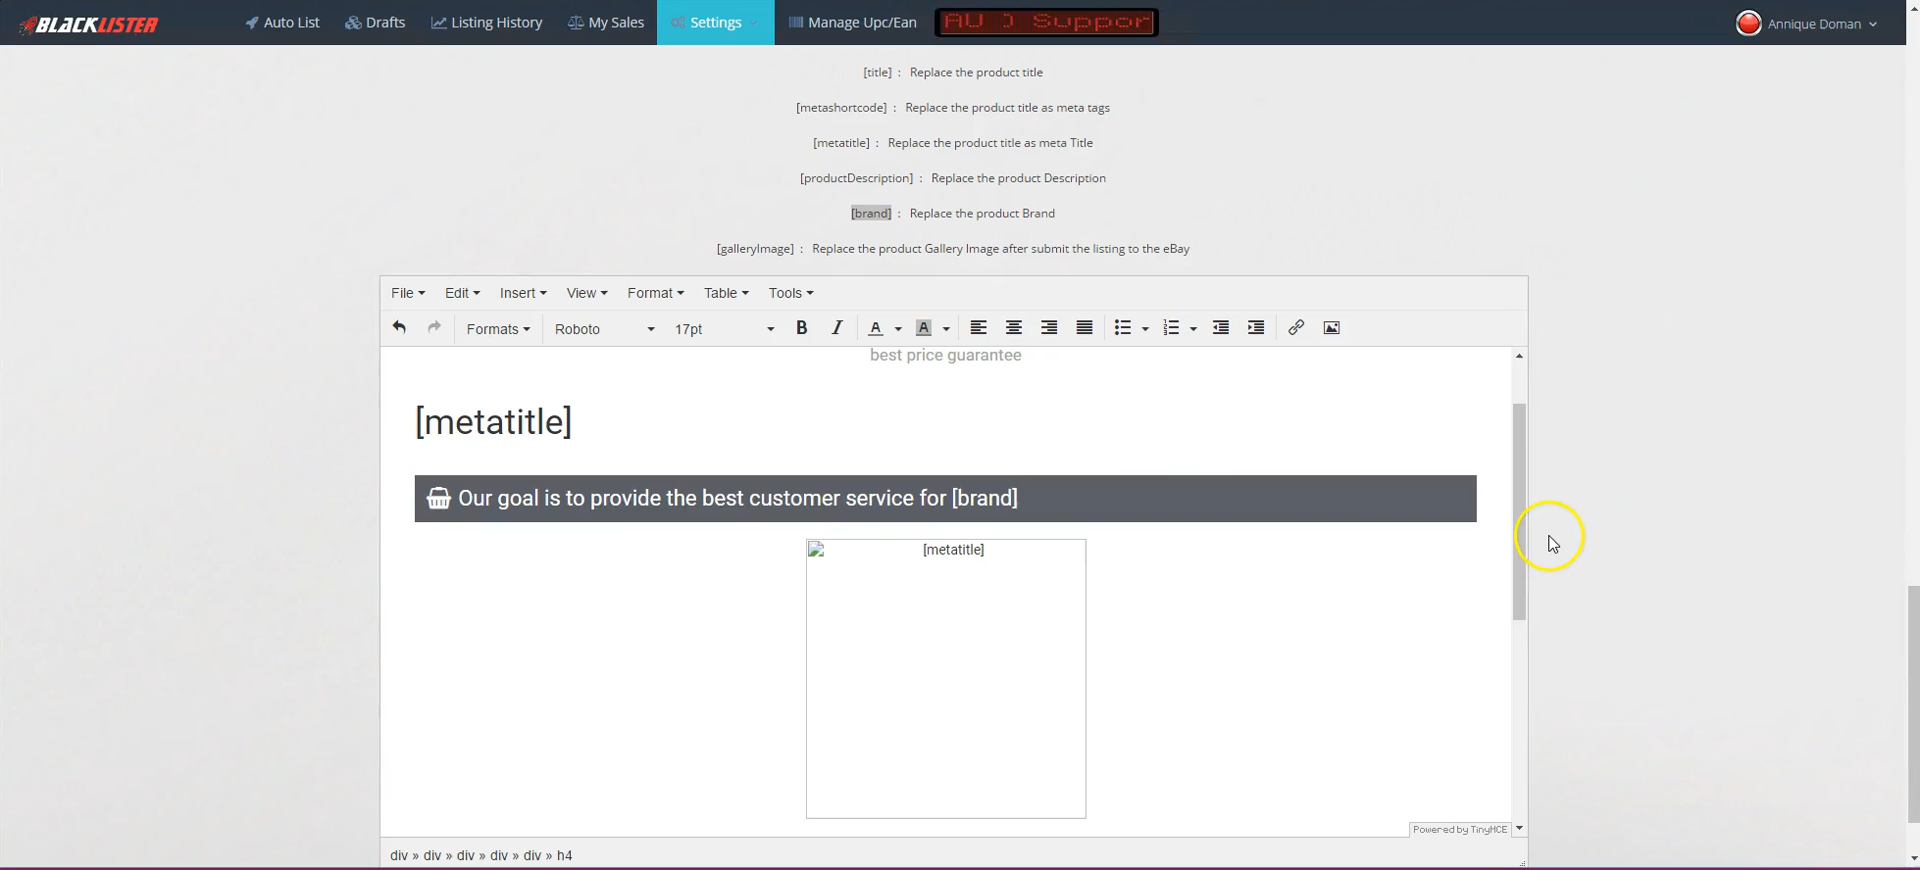 BLACKLISTER Auto List Drafts Listing History My Sales Settings Manage Upc/Ean AU ) Suppor Annique Doman
[title] : Replace the product title
[metashortcode] : Replace the product title as meta tags
[metatitle] : Replace the product title as meta Title
[productDescription] : Replace the product Description
[brand] : Replace the product Brand
[galleryImage] : Replace the product Gallery Image after submit the listing to the eBay
File Edit Insert View Format Table Tools
Formats Roboto 17pt B I A A
best price guarantee
[metatitle]
Our goal is to provide the best customer service for [brand]
[metatitle]
Powered by TinyMCE
div » div » div » div » div » h4